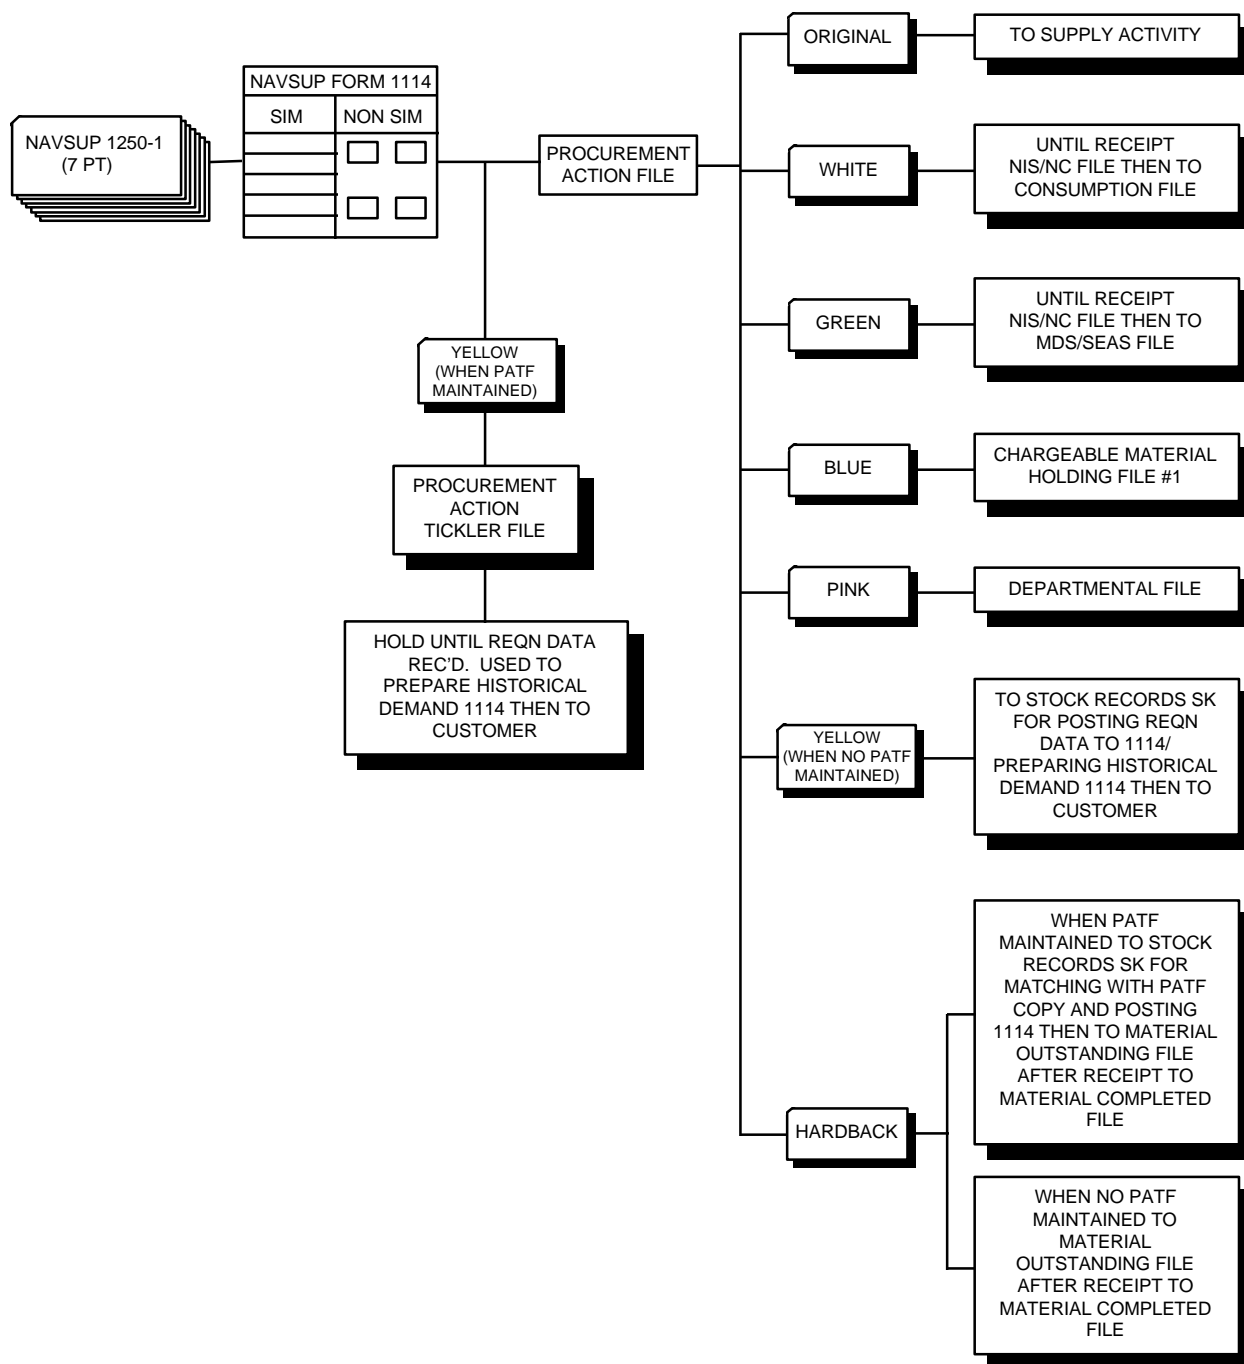 NAVSUP 1250-1
(7 PT)
NAVSUP FORM 1114
SIM
NON SIM
PROCUREMENT
ACTION FILE
YELLOW
(WHEN PATF
MAINTAINED)
PROCUREMENT
ACTION
TICKLER FILE
HOLD UNTIL REQN DATA
REC'D.  USED TO
PREPARE HISTORICAL
DEMAND 1114 THEN TO
CUSTOMER
ORIGINAL
TO SUPPLY ACTIVITY
WHITE
UNTIL RECEIPT
NIS/NC FILE THEN TO
CONSUMPTION FILE
GREEN
UNTIL RECEIPT
NIS/NC FILE THEN TO
MDS/SEAS FILE
BLUE
CHARGEABLE MATERIAL
HOLDING FILE #1
PINK
DEPARTMENTAL FILE
YELLOW
(WHEN NO PATF
MAINTAINED)
TO STOCK RECORDS SK
FOR POSTING REQN
DATA TO 1114/
PREPARING HISTORICAL
DEMAND 1114 THEN TO
CUSTOMER
HARDBACK
WHEN PATF
MAINTAINED TO STOCK
RECORDS SK FOR
MATCHING WITH PATF
COPY AND POSTING
1114 THEN TO MATERIAL
OUTSTANDING FILE
AFTER RECEIPT TO
MATERIAL COMPLETED
FILE
WHEN NO PATF
MAINTAINED TO
MATERIAL
OUTSTANDING FILE
AFTER RECEIPT TO
MATERIAL COMPLETED
FILE